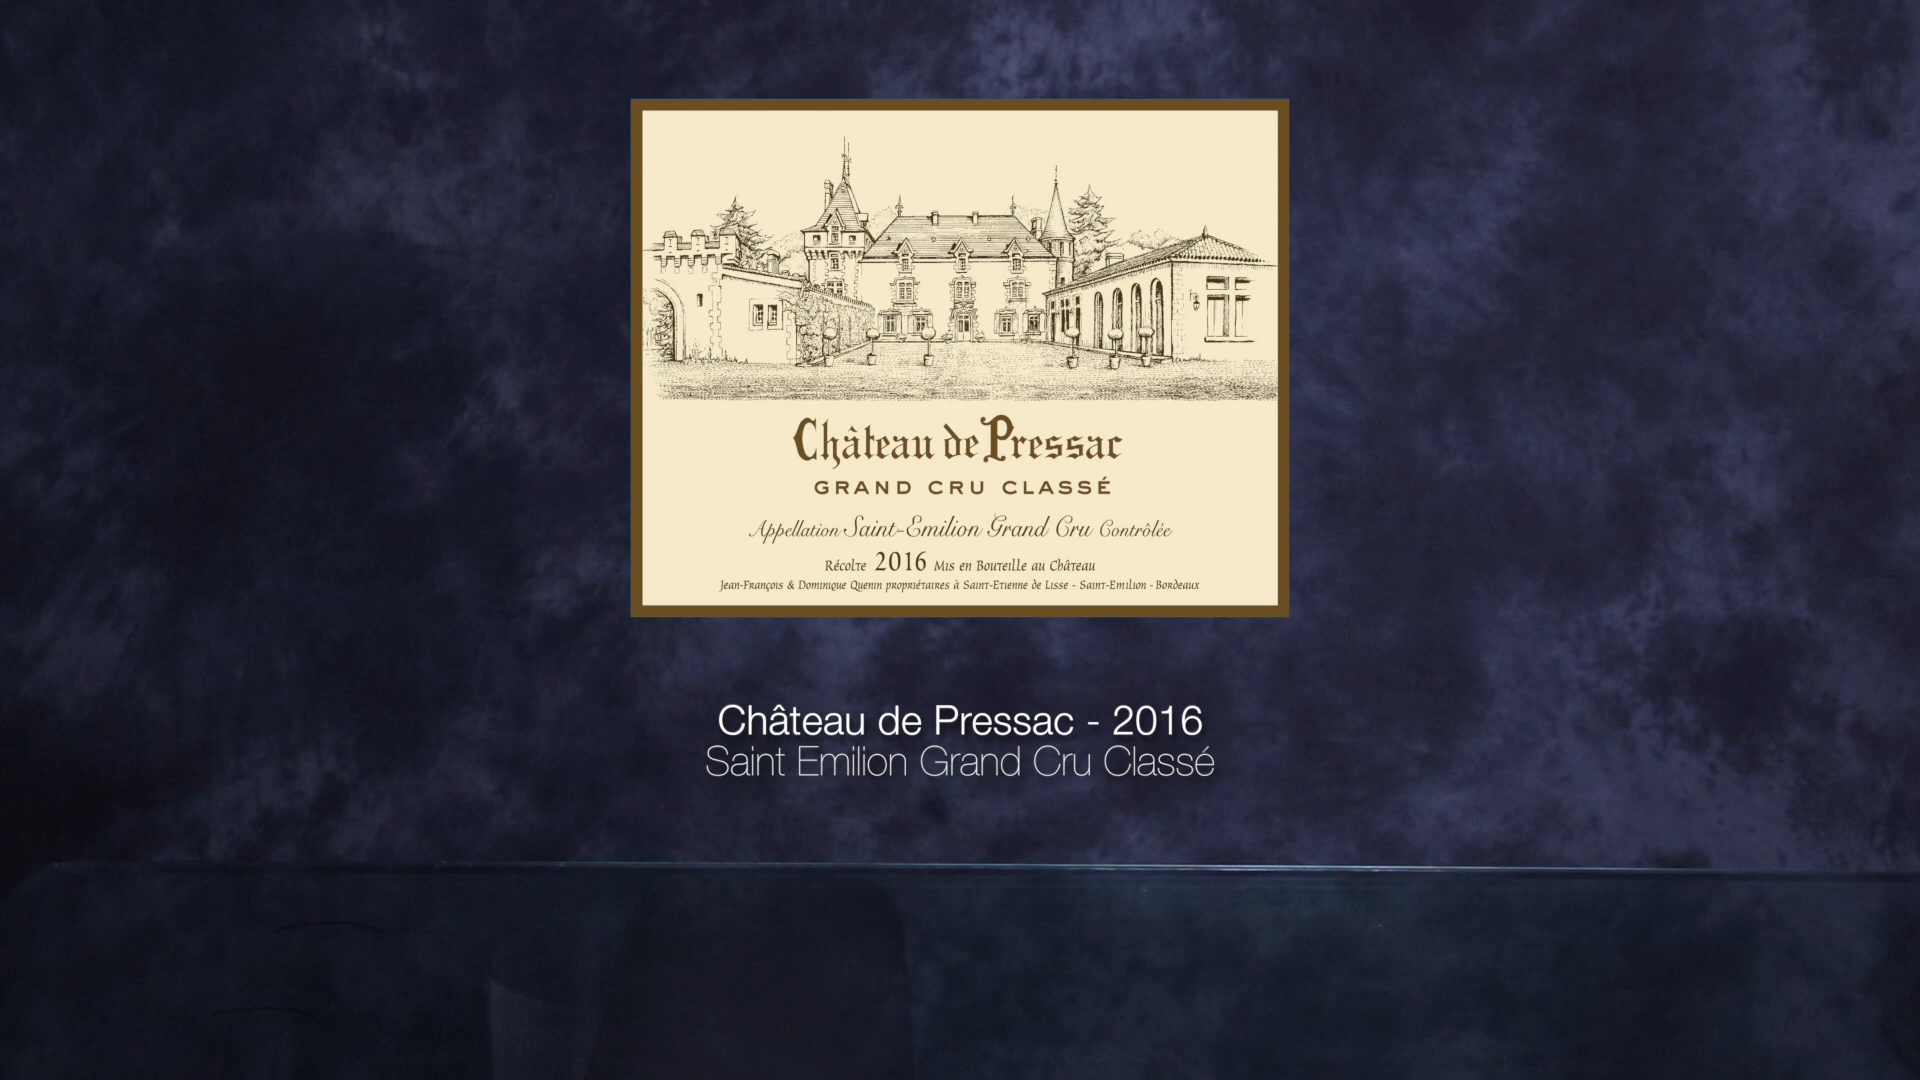 Château de Pressac
GRAND CRU CLASSÉ
Appellation Saint-Emilion Grand Cru Contrôlée
Récolte 2016 Mis en Bouteille au Château
Jean-François & Dominique Quenin propriétaires à Saint-Etienne de Lisse - Saint-Emilion - Bordeaux
Château de Pressac - 2016
Saint Emilion Grand Cru Classé